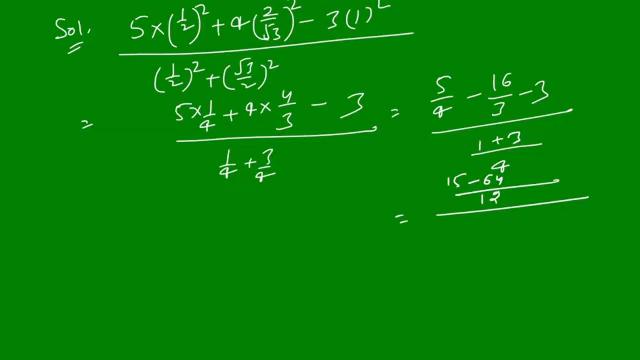 Sol. 5×(1/2)² + 4(2/√3)² − 3(1)²
(1/2)² + (√3/2)²
= 5×1/4 + 4×4/3 − 3 = 5/4 − 16/3 − 3
1/4 + 3/4 1+3/4
= 15−64/12